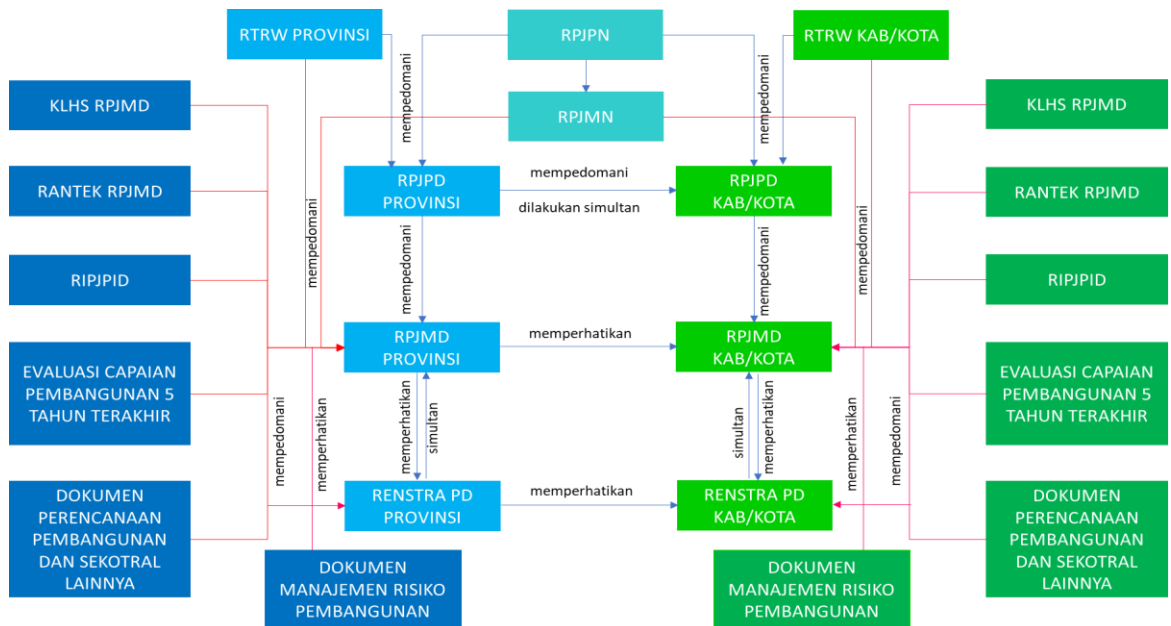 RTRW PROVINSI
RPJPN
RTRW KAB/KOTA
mempedomani
mempedomani
KLHS RPJMD
RPJMN
KLHS RPJMD
RANTEK RPJMD
RPJPD
PROVINSI
mempedomani
dilakukan simultan
RPJPD
KAB/KOTA
RANTEK RPJMD
mempedomani
mempedomani
mempedomani
mempedomani
RIPJPID
RIPJPID
RPJMD
PROVINSI
memperhatikan
RPJMD
KAB/KOTA
EVALUASI CAPAIAN
PEMBANGUNAN 5
TAHUN TERAKHIR
EVALUASI CAPAIAN
PEMBANGUNAN 5
TAHUN TERAKHIR
mempedomani
memperhatikan
memperhatikan
simultan
simultan
memperhatikan
memperhatikan
mempedomani
DOKUMEN
PERENCANAAN
PEMBANGUNAN
DAN SEKOTRAL
LAINNYA
RENSTRA PD
PROVINSI
memperhatikan
RENSTRA PD
KAB/KOTA
DOKUMEN
PERENCANAAN
PEMBANGUNAN
DAN SEKOTRAL
LAINNYA
DOKUMEN
MANAJEMEN RISIKO
PEMBANGUNAN
DOKUMEN
MANAJEMEN RISIKO
PEMBANGUNAN